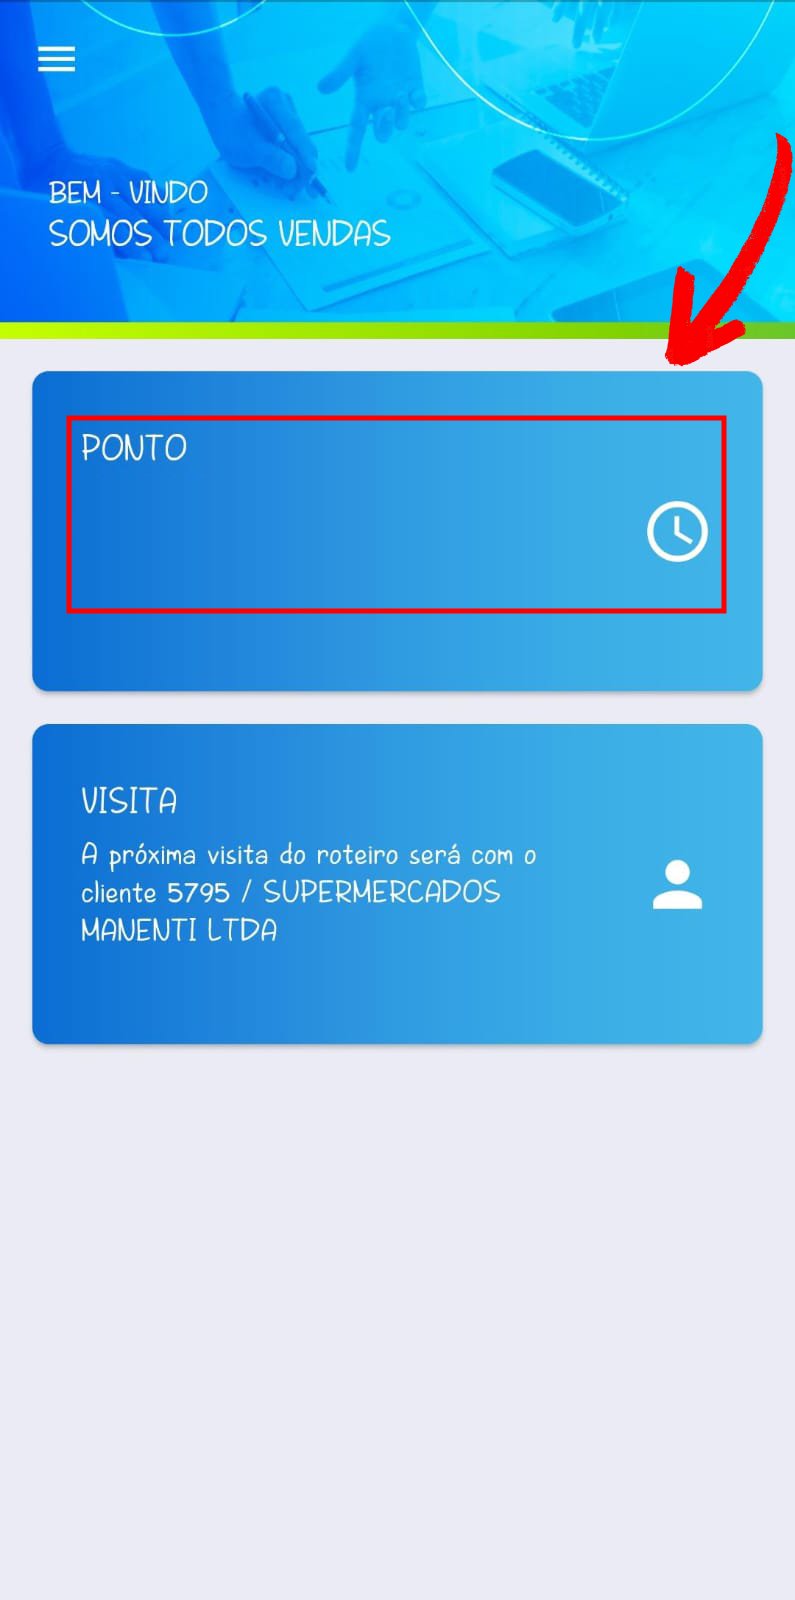 BEM - VINDO
SOMOS TODOS VENDAS
PONTO
VISITA
A próxima visita do roteiro será com o
cliente 5795 / SUPERMERCADOS
MANENTI LTDA